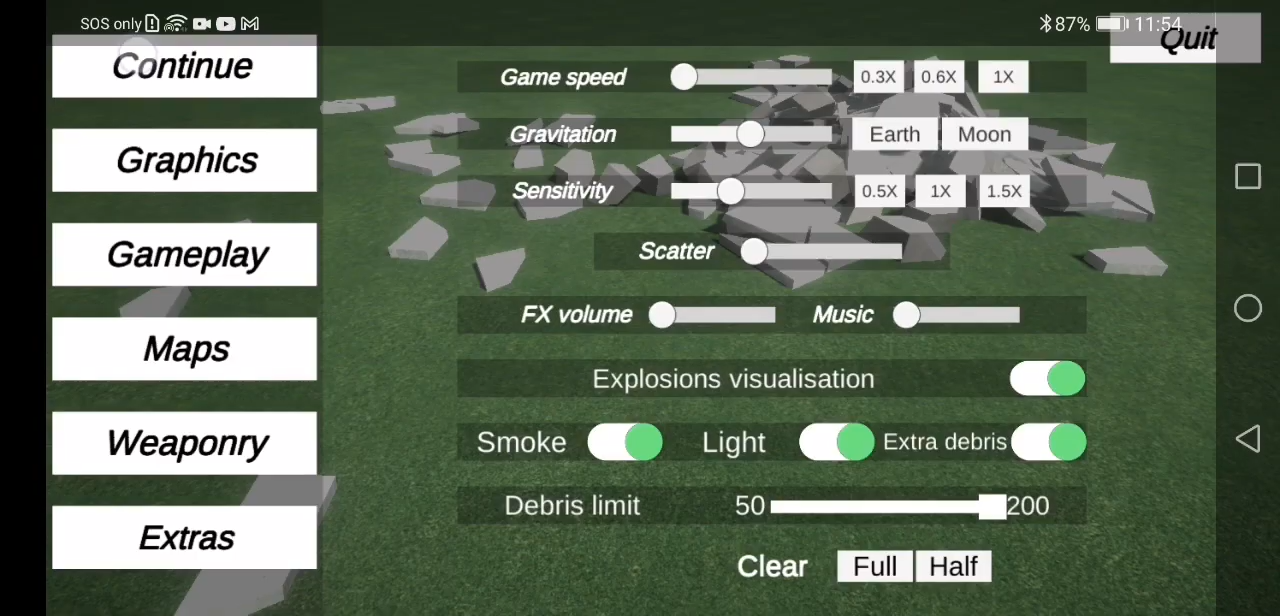 SOS only 87% 11:54
Quit
Continue
Graphics
Gameplay
Maps
Weaponry
Extras
Game speed 0.3X 0.6X 1X
Gravitation Earth Moon
Sensitivity 0.5X 1X 1.5X
Scatter
FX volume Music
Explosions visualisation
Smoke Light Extra debris
Debris limit 50 200
Clear Full Half